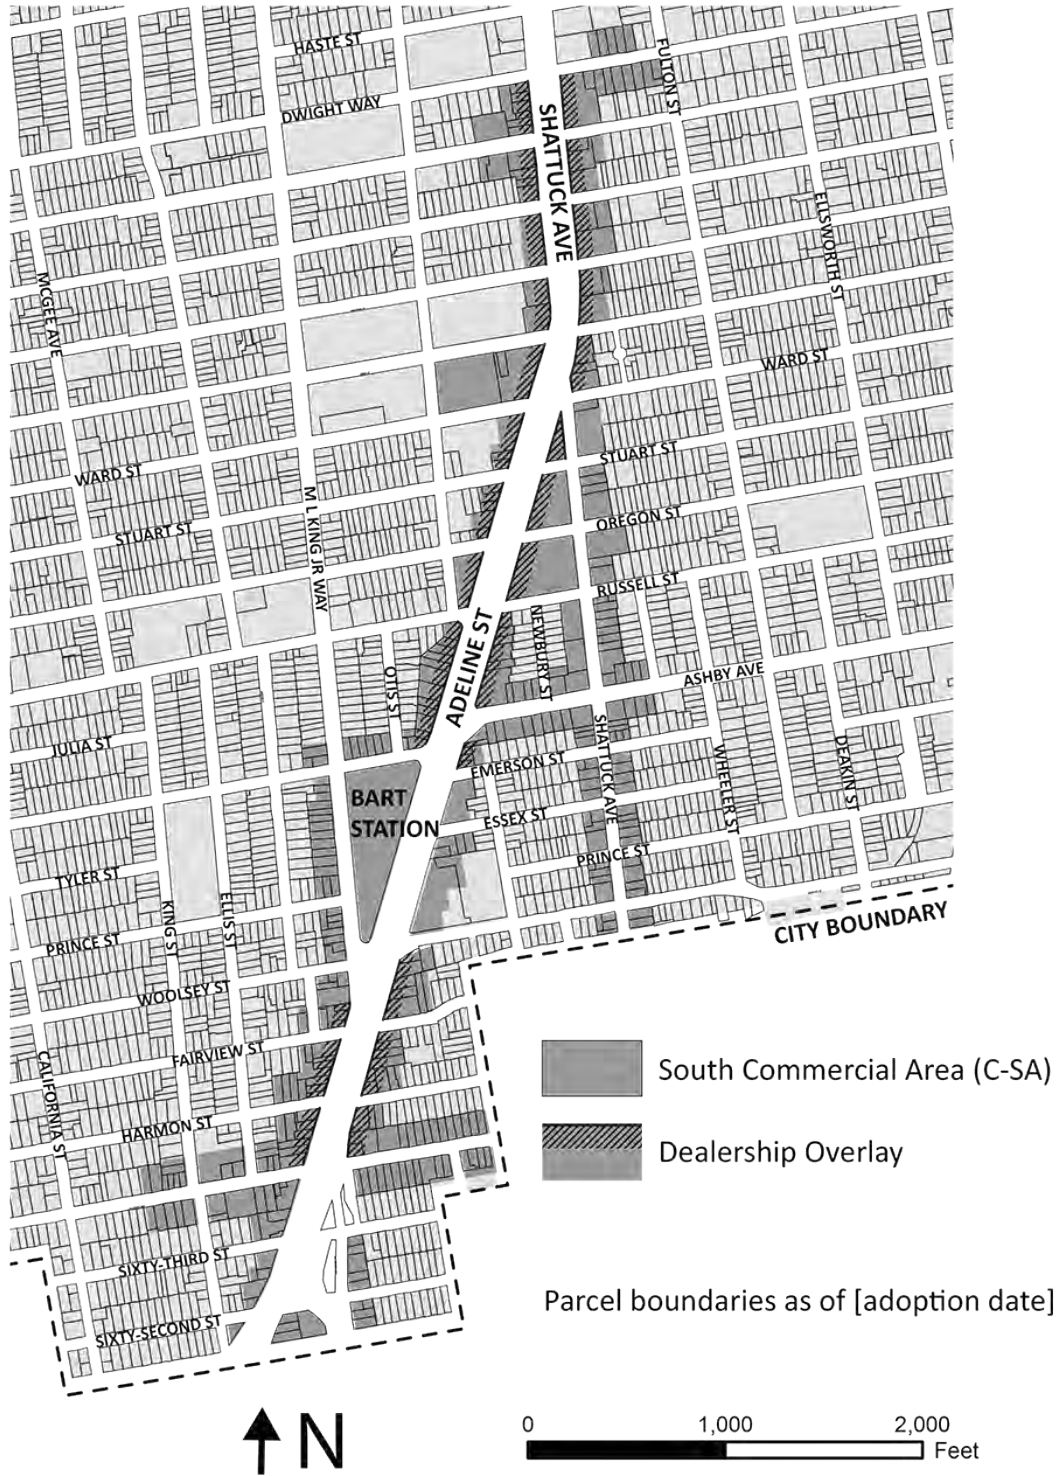 HASTE ST
FULTON ST
DWIGHT WAY
SHATTUCK AVE
ELLSWORTH ST
MCGEE AVE
WARD ST
STUART ST
WARD ST
OREGON ST
STUART ST
M L KING JR WAY
RUSSELL ST
NEWBURY ST
ADELINE ST
ASHBY AVE
OTIS ST
JULIA ST
SHATTUCK AVE
WHEELER ST
DEAKIN ST
EMERSON ST
BART
STATION
ESSEX ST
PRINCE ST
TYLER ST
KING ST
ELLIS ST
CITY BOUNDARY
PRINCE ST
WOOLSEY ST
FAIRVIEW ST
CALIFORNIA ST
South Commercial Area (C-SA)
HARMON ST
Dealership Overlay
SIXTY-THIRD ST
Parcel boundaries as of [adoption date]
SIXTY-SECOND ST
N
0 1,000 2,000
Feet